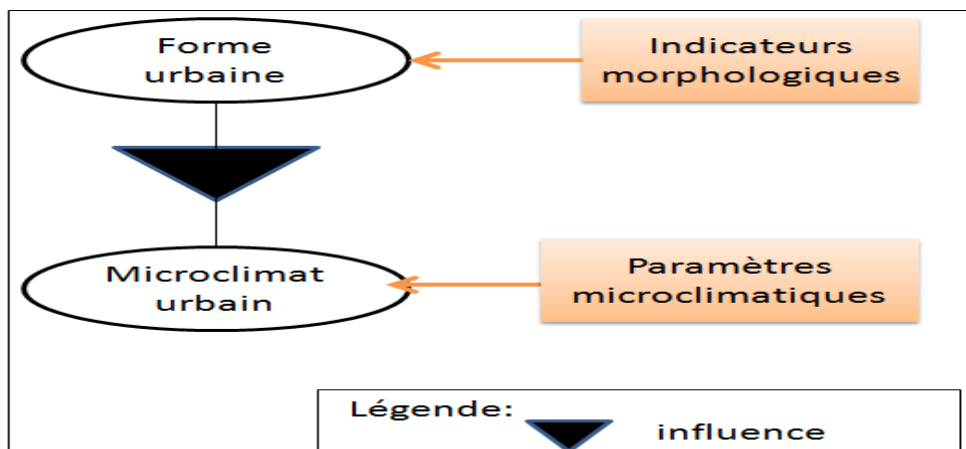 Forme
urbaine
Indicateurs
morphologiques
Microclimat
urbain
Paramètres
microclimatiques
Légende:
influence